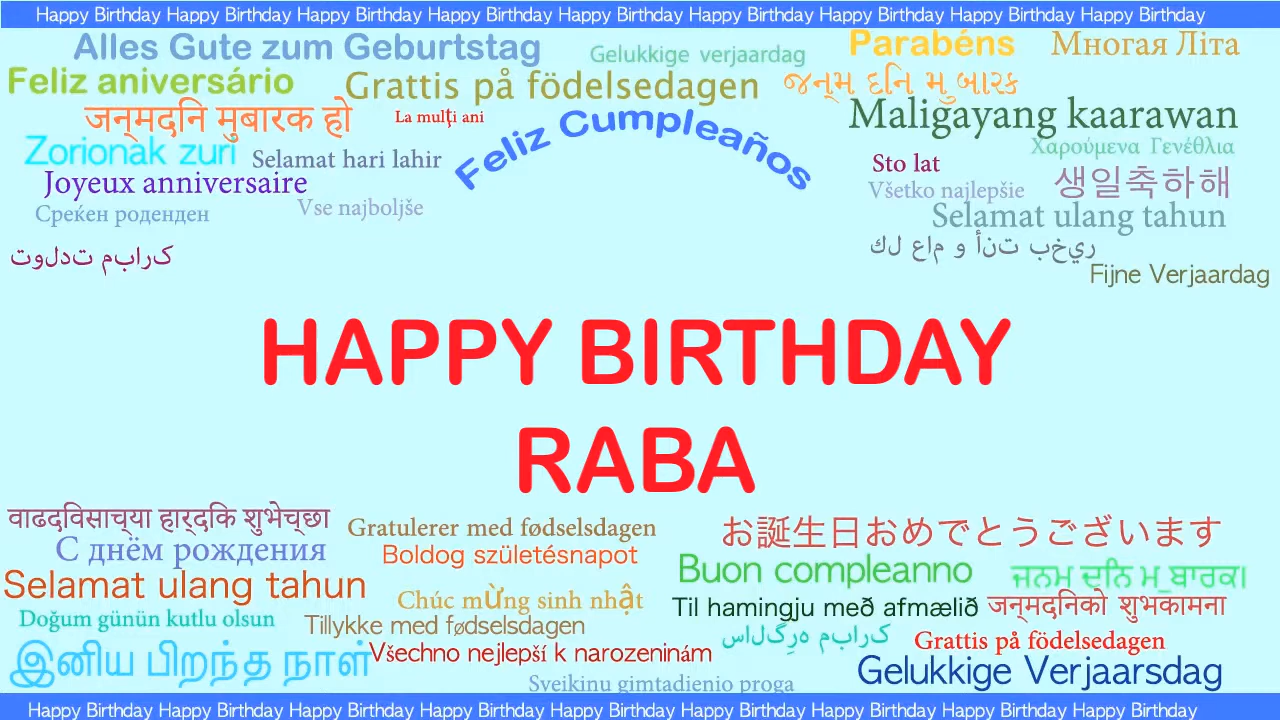 Happy Birthday Happy Birthday Happy Birthday Happy Birthday Happy Birthday Happy Birthday Happy Birthday Happy Birthday Happy Birthday
Alles Gute zum Geburtstag
Gelukkige verjaardag
Parabéns
Многая Літа
Feliz aniversário
Grattis på födelsedagen
જન્મ દિન મુબારક
Maligayang kaarawan
जन्मदिन मुबारक हो
La mulţi ani
Feliz Cumpleaños
Χαρούμενα Γενέθλια
Zorionak zuri
Selamat hari lahir
Sto lat
Joyeux anniversaire
Všetko najlepšie
생일축하해
Среќен роденден
Vse najboljše
Selamat ulang tahun
تولدت مبارک
كل عام و أنت بخير
Fijne Verjaardag
HAPPY BIRTHDAY
RABA
वाढदिवसाच्या हार्दिक शुभेच्छा
Gratulerer med fødselsdagen
お誕生日おめでとうございます
С днём рождения
Boldog születésnapot
Buon compleanno
ਜਨਮ ਦਿਨ ਮੁਬਾਰਕ।
Selamat ulang tahun
Chúc mừng sinh nhật
Til hamingju með afmælið
जन्मदिनको शुभकामना
Doğum günün kutlu olsun
Tillykke med fødselsdagen
سالگرہ مبارک
Grattis på födelsedagen
இனிய பிறந்த நாள்
Všechno nejlepší k narozeninám
Gelukkige Verjaarsdag
Sveikinu gimtadienio proga
Happy Birthday Happy Birthday Happy Birthday Happy Birthday Happy Birthday Happy Birthday Happy Birthday Happy Birthday Happy Birthday